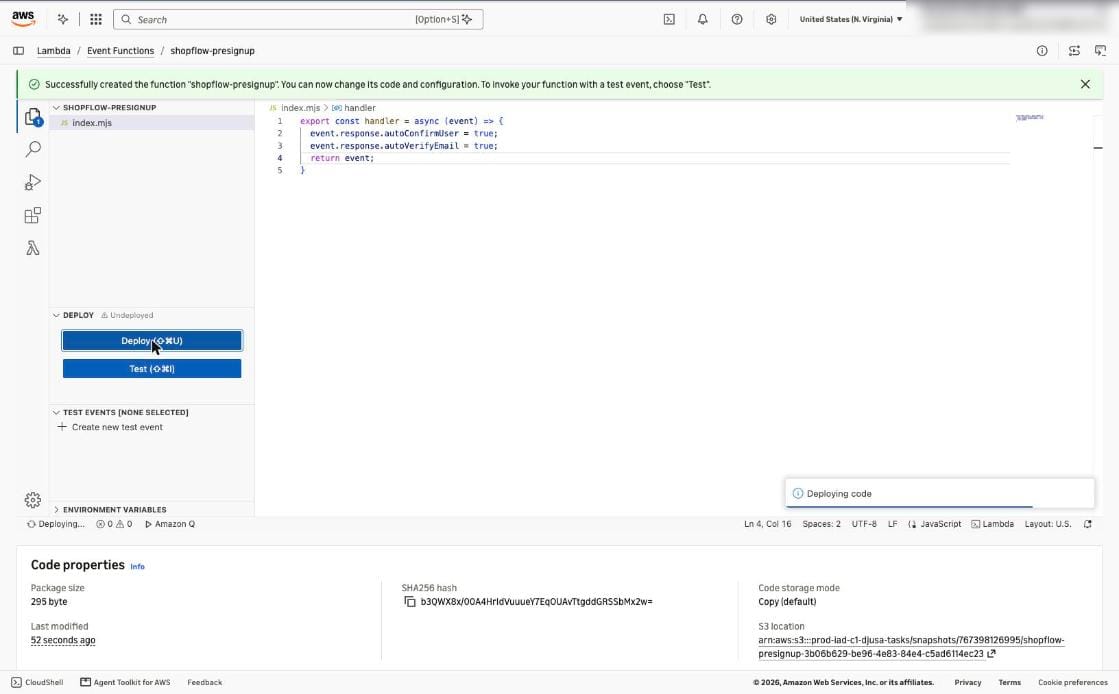 aws
Search [Option+S]
United States (N. Virginia)
Lambda / Event Functions / shopflow-presignup
Successfully created the function "shopflow-presignup". You can now change its code and configuration. To invoke your function with a test event, choose "Test".
SHOPFLOW-PRESIGNUP
JS index.mjs
JS index.mjs > handler
1 export const handler = async (event) => {
2 event.response.autoConfirmUser = true;
3 event.response.autoVerifyEmail = true;
4 return event;
5 }
1
DEPLOY Undeployed
Deploy (⇧⌘U)
Test (⇧⌘I)
TEST EVENTS [NONE SELECTED]
+ Create new test event
Deploying code
ENVIRONMENT VARIABLES
Deploying... 0 0 Amazon Q Ln 4, Col 16 Spaces: 2 UTF-8 LF JavaScript Lambda Layout: U.S.
Code properties Info
Package size
295 byte
SHA256 hash
Code storage mode
Copy (default)
Last modified
52 seconds ago
S3 location
arn:aws:s3:::prod-iad-c1-djusa-tasks/snapshots/767398126995/shopflow-
presignup-3b06b629-be96-4e83-84e4-c5ad6114ec23
CloudShell Agent Toolkit for AWS Feedback © 2026, Amazon Web Services, Inc. or its affiliates. Privacy Terms Cookie preferences